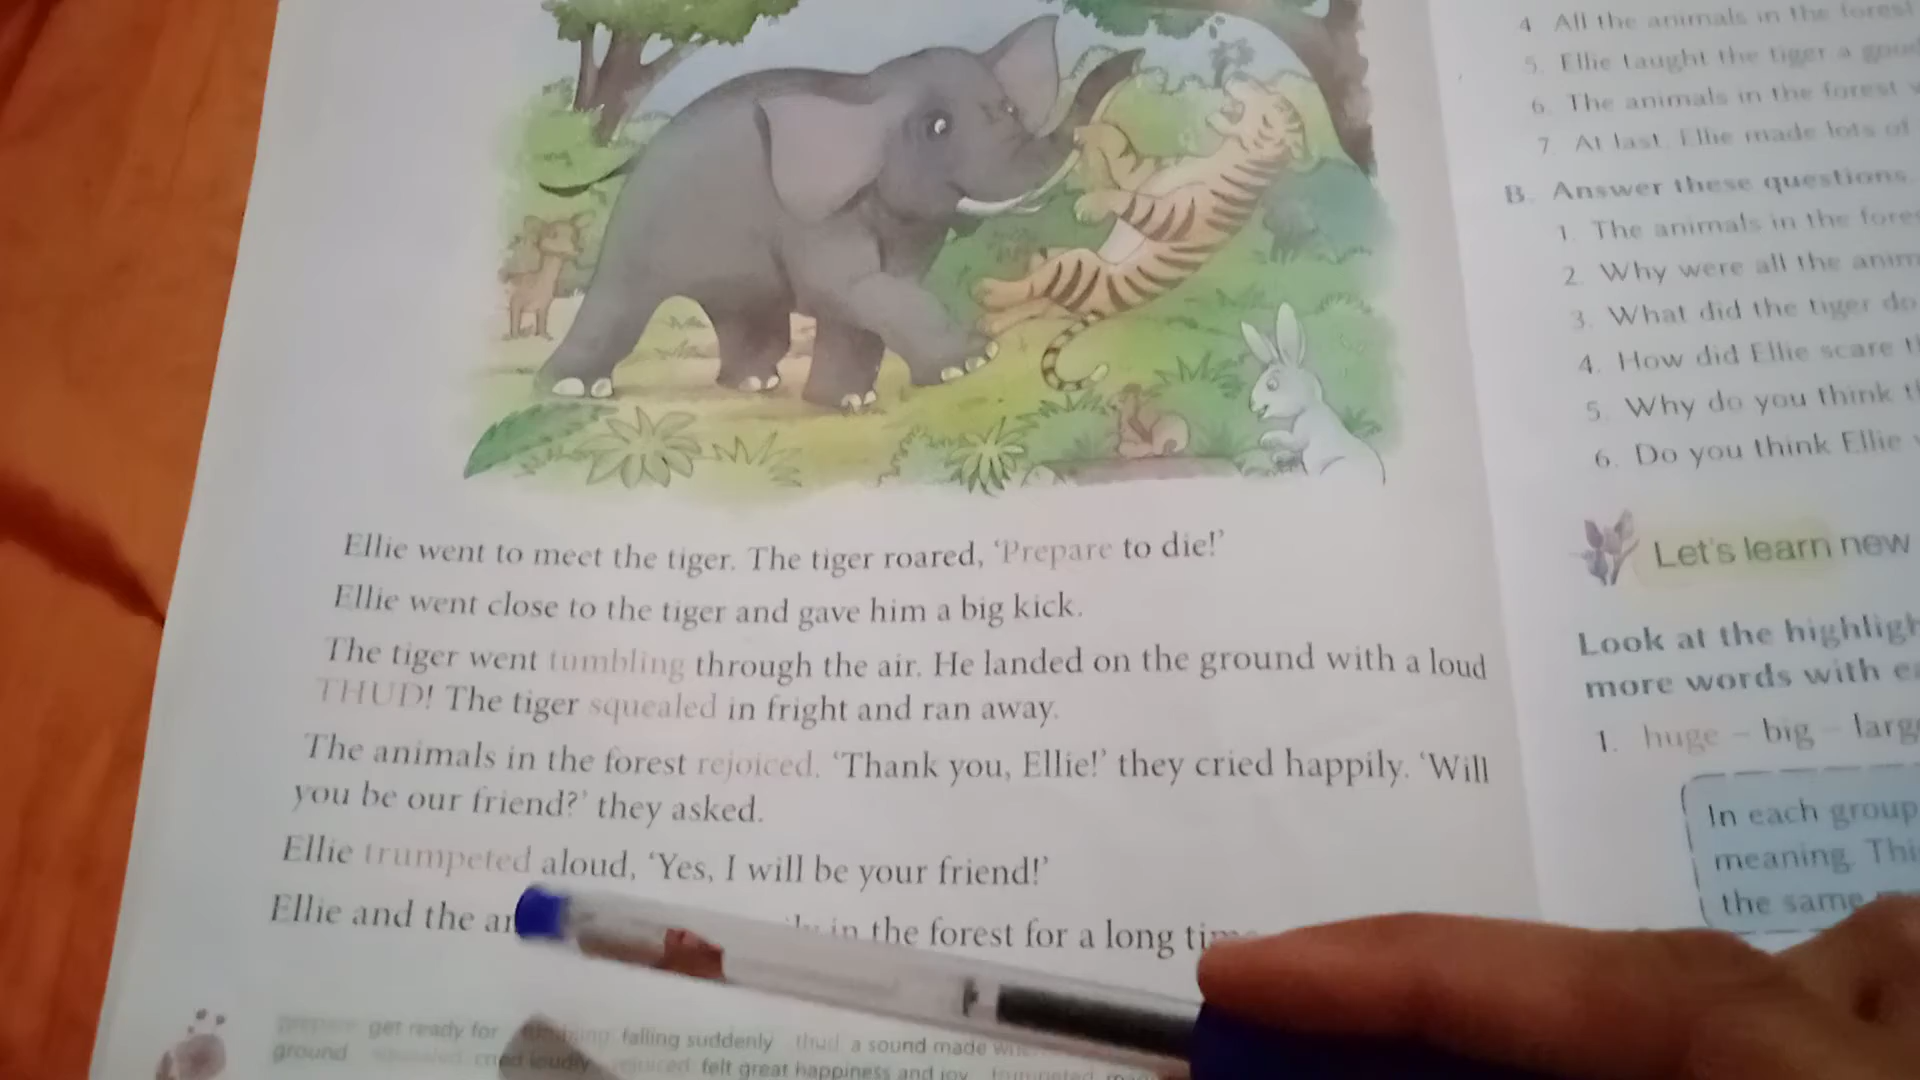 Ellie went to meet the tiger. The tiger roared, ‘Prepare to die!’
Ellie went close to the tiger and gave him a big kick.
The tiger went tumbling through the air. He landed on the ground with a loud
THUD! The tiger squealed in fright and ran away.
The animals in the forest rejoiced. ‘Thank you, Ellie!’ they cried happily. ‘Will
you be our friend?’ they asked.
Ellie trumpeted aloud, ‘Yes, I will be your friend!’
Ellie and the in the forest for a long
prepare get ready for falling suddenly thud a sound made
ground squealed cried loudly rejoiced felt great happiness and joy trumpeted
4 All the animals in the forest
5. Ellie taught the tiger a
6. The animals in the forest
7. At last, Ellie made lots of
B. Answer these questions.
1. The animals in the
2. Why were all the
3. What did the tiger
4. How did Ellie scare
5. Why do you think
6. Do you think Ellie
Let's learn new
Look at the
more words with
1. huge – big –
In each group
meaning.
the same